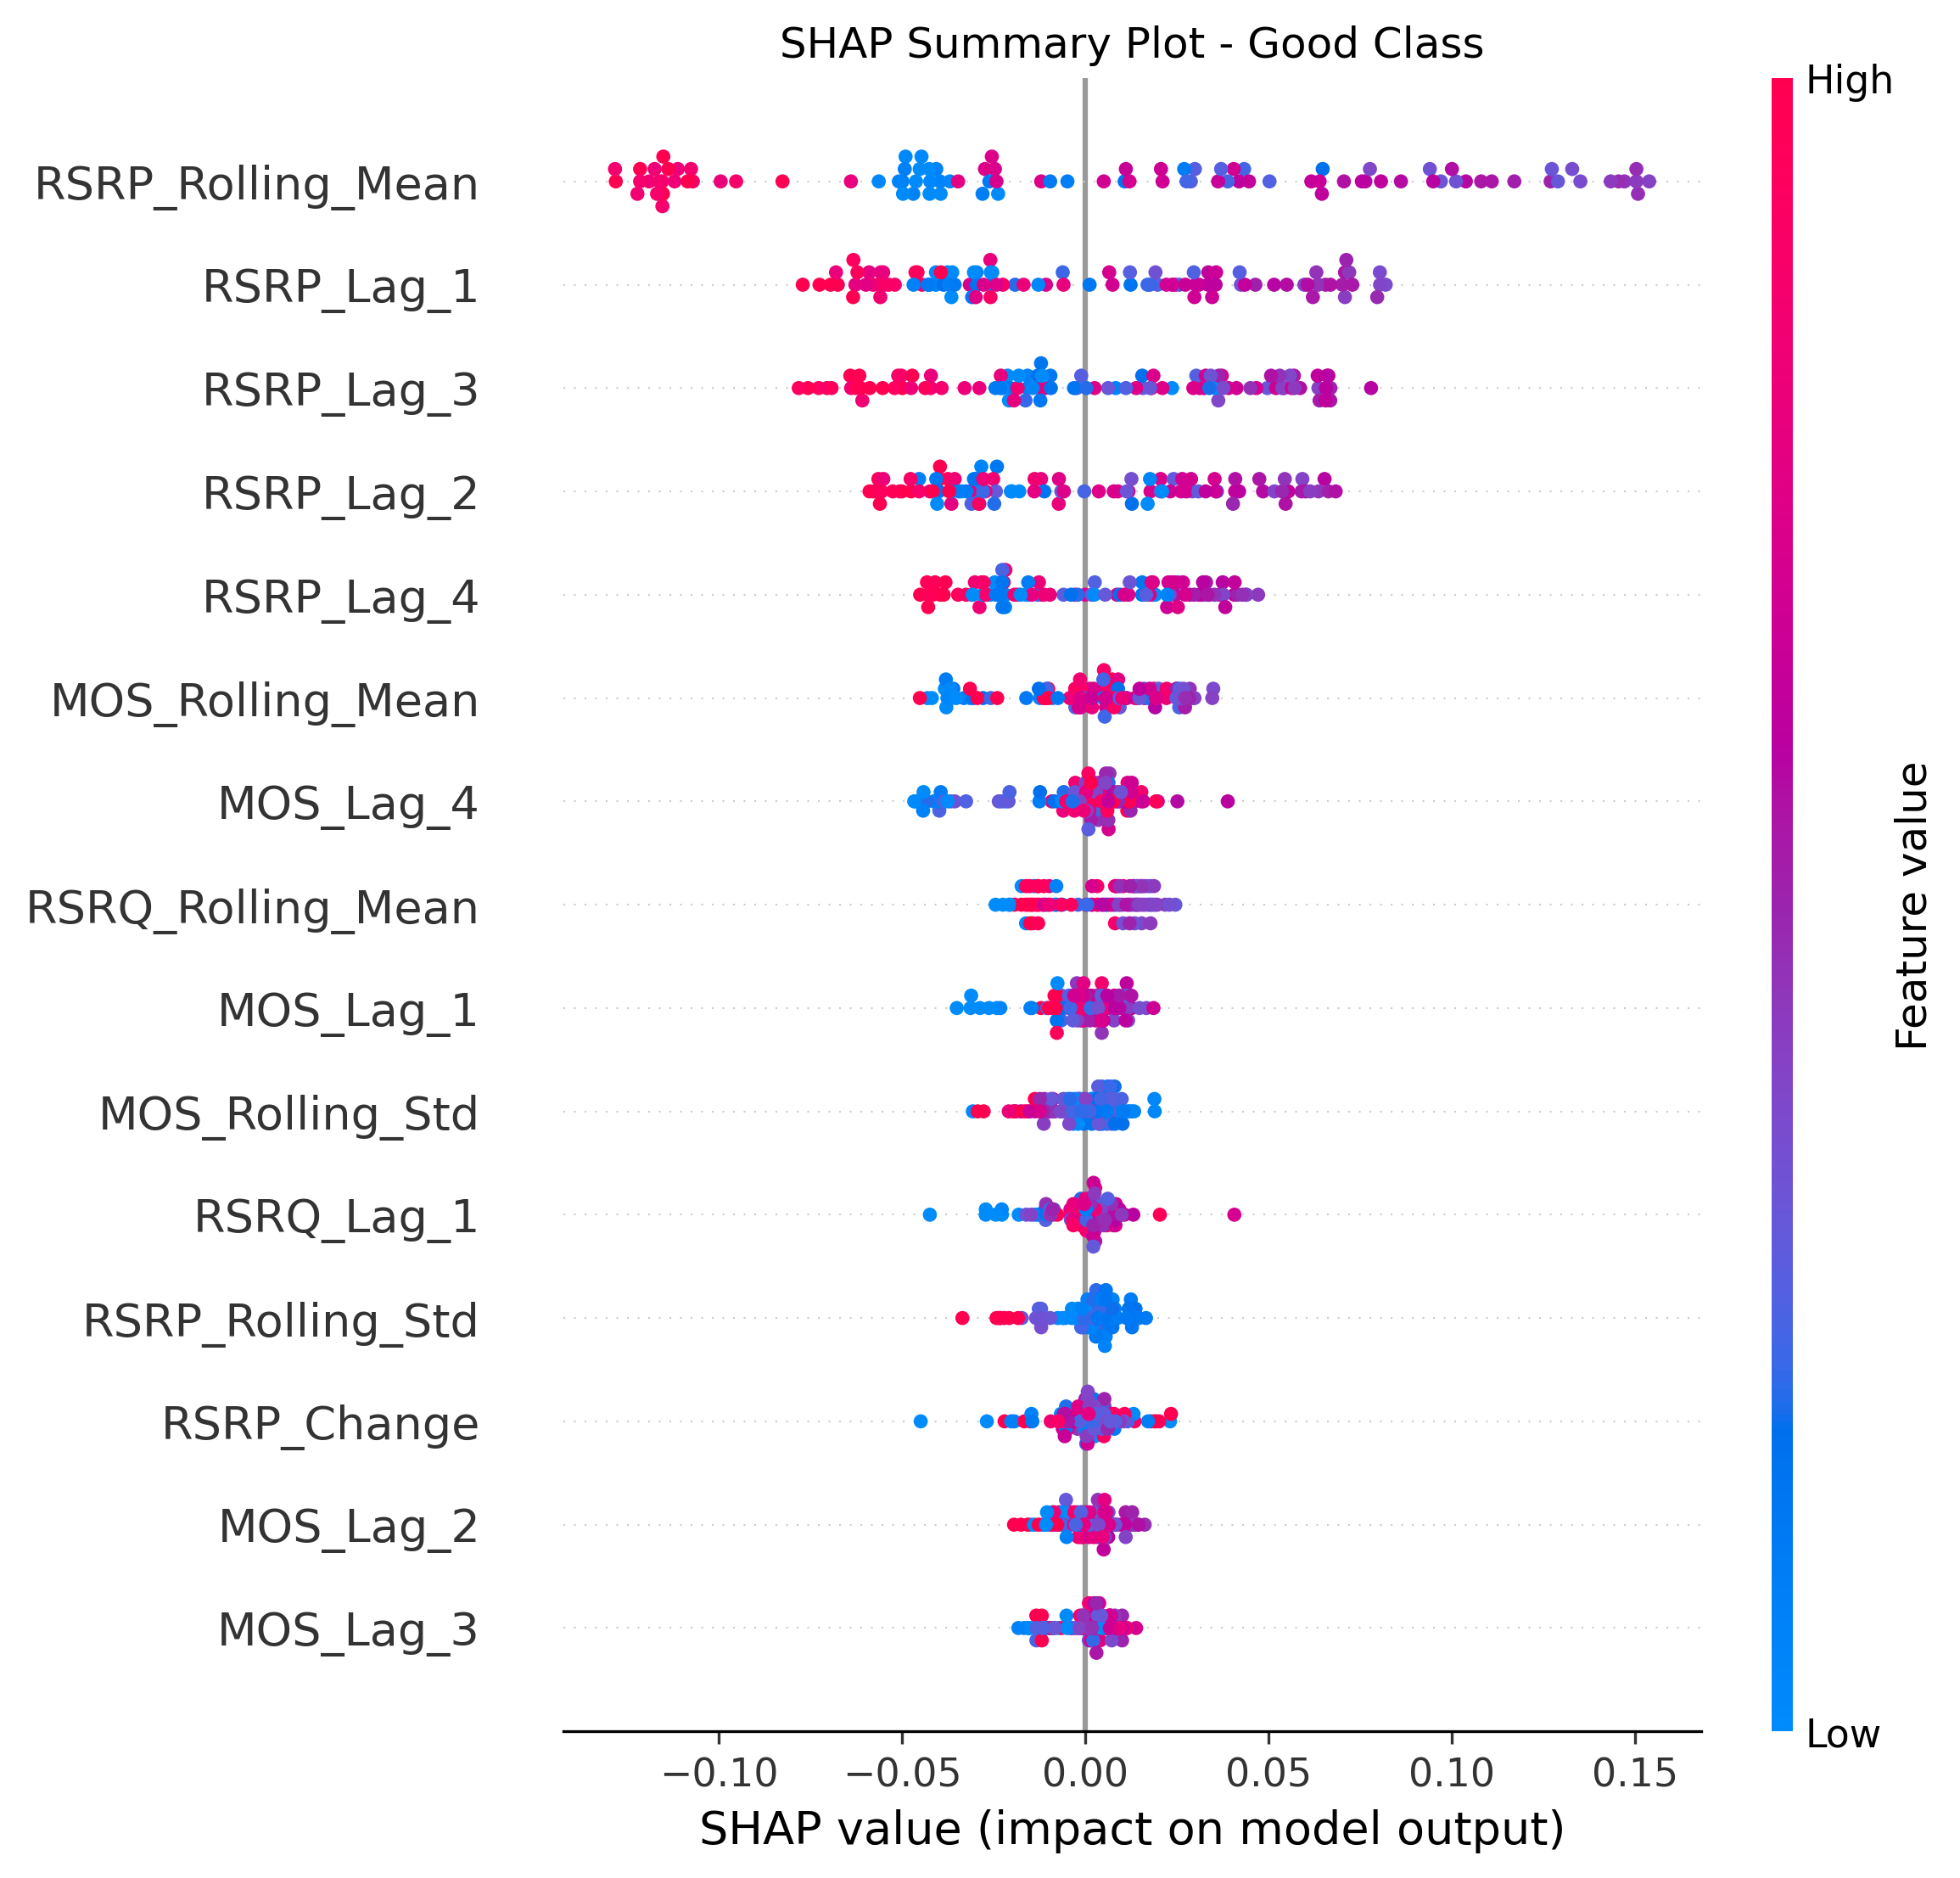 SHAP Summary Plot - Good Class
High
RSRP_Rolling_Mean
RSRP_Lag_1
RSRP_Lag_3
RSRP_Lag_2
RSRP_Lag_4
MOS_Rolling_Mean
MOS_Lag_4
RSRQ_Rolling_Mean
MOS_Lag_1
MOS_Rolling_Std
RSRQ_Lag_1
RSRP_Rolling_Std
RSRP_Change
MOS_Lag_2
MOS_Lag_3
Feature value
Low
−0.10 −0.05 0.00 0.05 0.10 0.15
SHAP value (impact on model output)